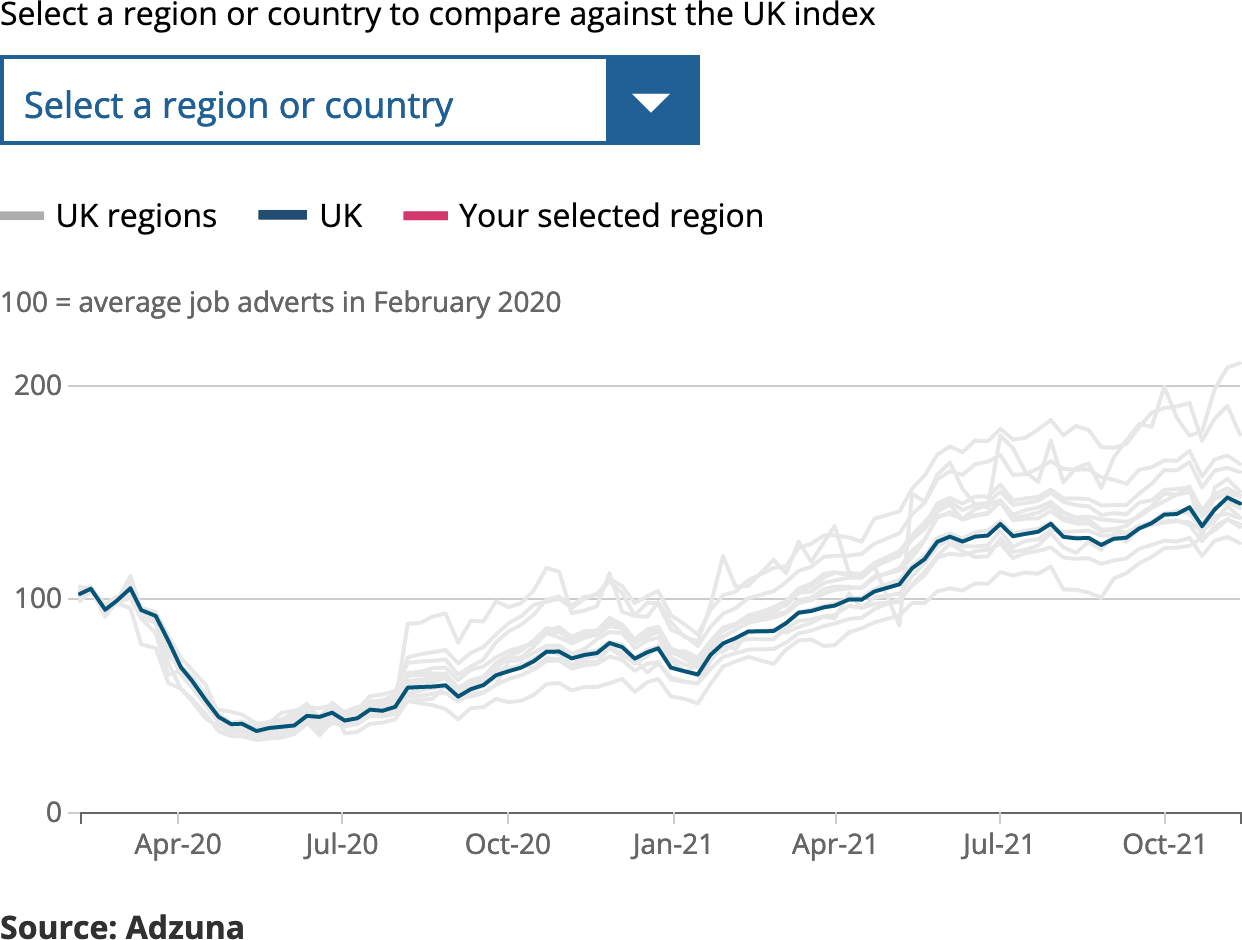 Select a region or country to compare against the UK index
Select a region or country
UK regions UK Your selected region
100 = average job adverts in February 2020
200
100
0
Apr-20 Jul-20 Oct-20 Jan-21 Apr-21 Jul-21 Oct-21
Source: Adzuna